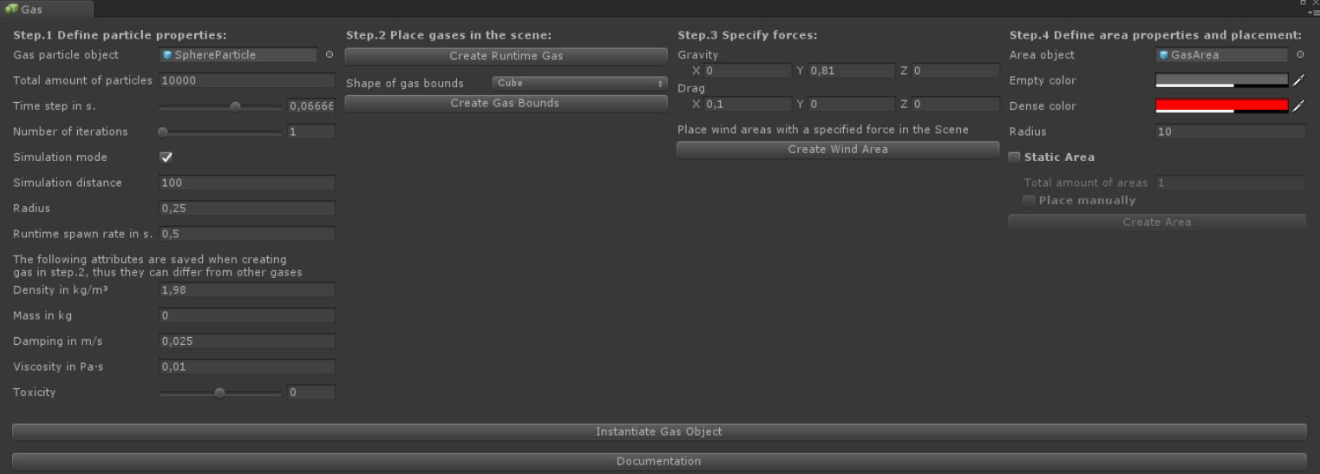 Gas
Step.1 Define particle properties:
Gas particle object SphereParticle
Total amount of particles 10000
Time step in s. 0,06666
Number of iterations 1
Simulation mode
Simulation distance 100
Radius 0,25
Runtime spawn rate in s. 0,5
The following attributes are saved when creating
gas in step.2, thus they can differ from other gases
Density in kg/m³ 1,98
Mass in kg 0
Damping in m/s 0,025
Viscosity in Pa·s 0,01
Toxicity 0
Step.2 Place gases in the scene:
Create Runtime Gas
Shape of gas bounds Cube
Create Gas Bounds
Step.3 Specify forces:
Gravity
X 0 Y 0,81 Z 0
Drag
X 0,1 Y 0 Z 0
Place wind areas with a specified force in the Scene
Create Wind Area
Step.4 Define area properties and placement:
Area object GasArea
Empty color
Dense color
Radius 10
Static Area
Total amount of areas 1
Place manually
Create Area
Instantiate Gas Object
Documentation